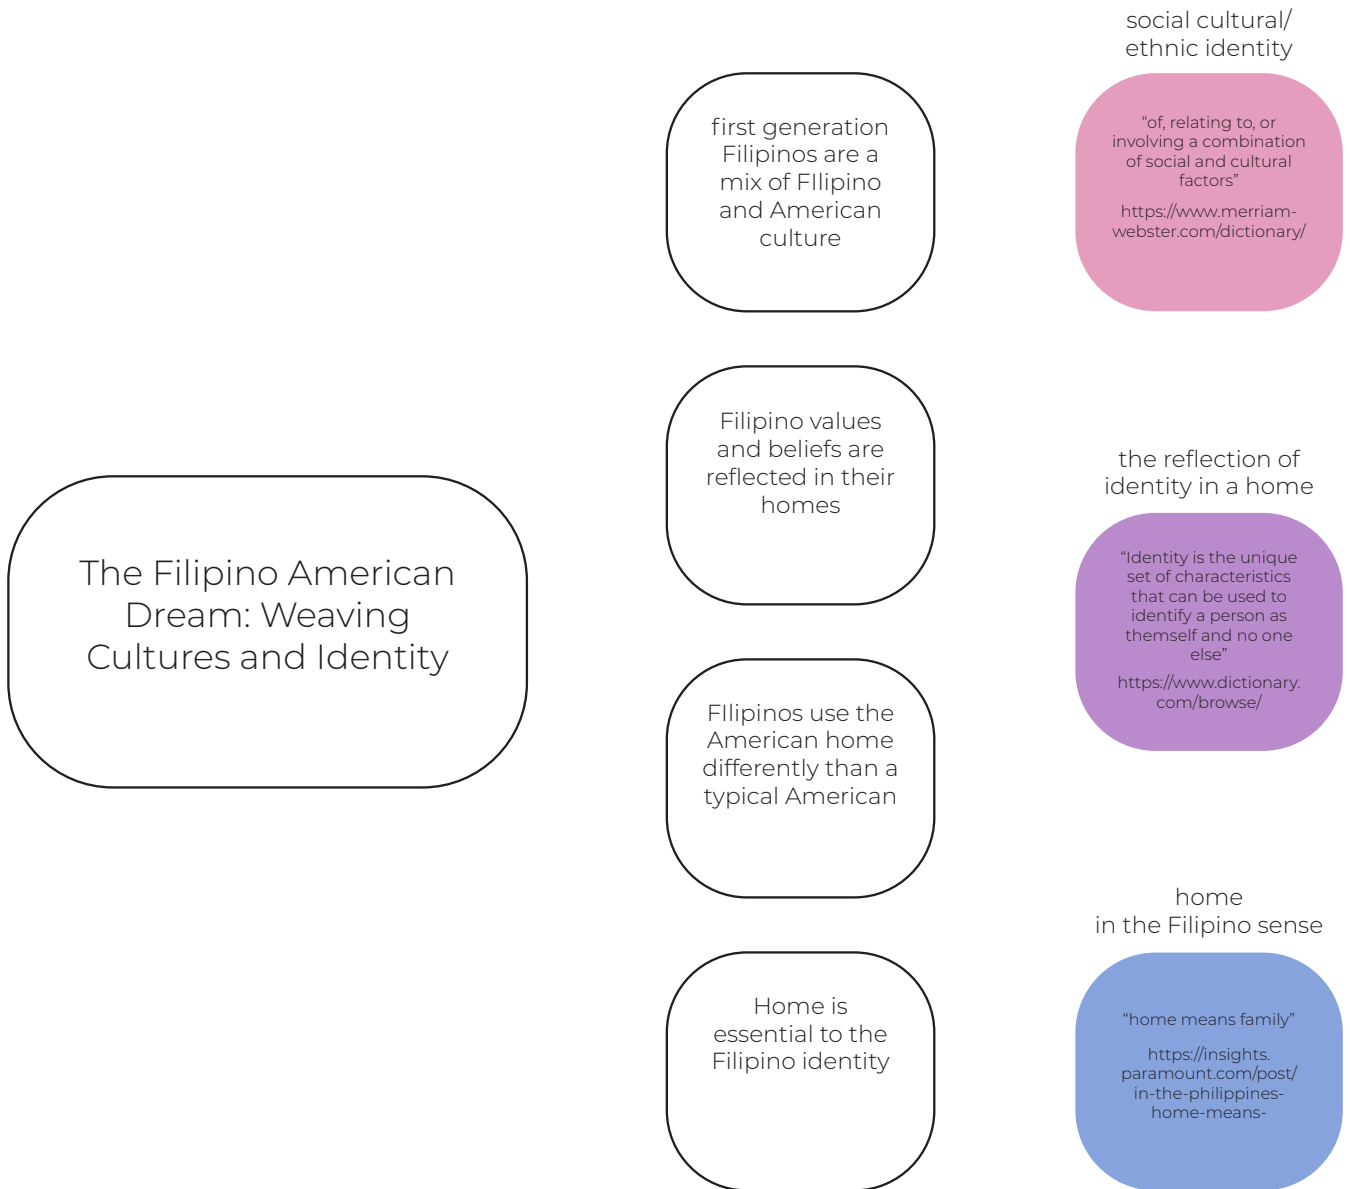 The Filipino American
Dream: Weaving
Cultures and Identity
first generation
Filipinos are a
mix of FIlipino
and American
culture
Filipino values
and beliefs are
reflected in their
homes
FIlipinos use the
American home
differently than a
typical American
Home is
essential to the
Filipino identity
social cultural/
ethnic identity
“of, relating to, or
involving a combination
of social and cultural
factors”
https://www.merriam-
webster.com/dictionary/
the reflection of
identity in a home
“Identity is the unique
set of characteristics
that can be used to
identify a person as
themself and no one
else”
https://www.dictionary.
com/browse/
home
in the Filipino sense
“home means family”
https://insights.
paramount.com/post/
in-the-philippines-
home-means-